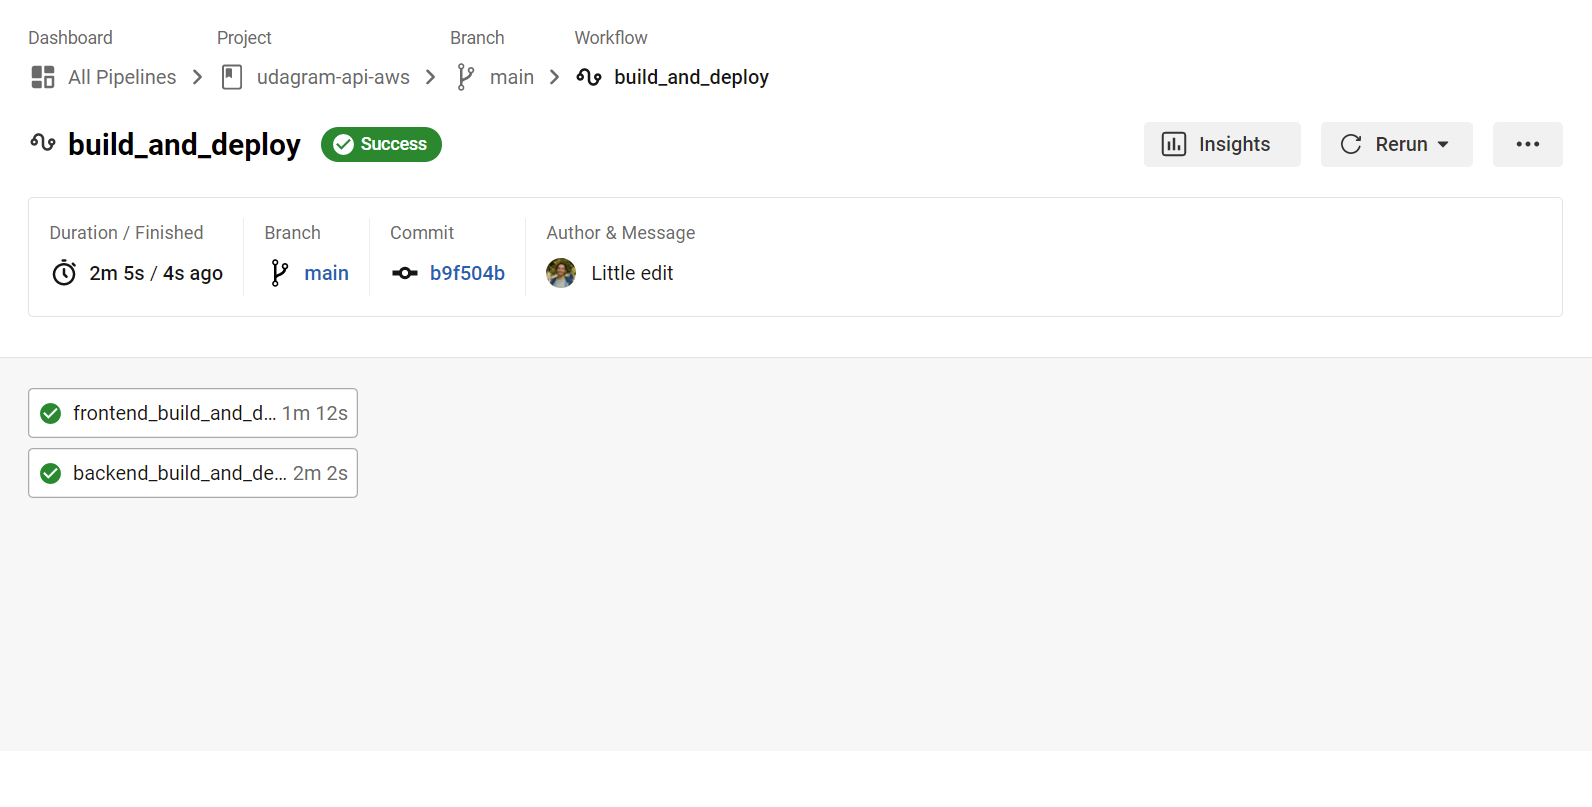 Dashboard Project Branch Workflow
All Pipelines udagram-api-aws main build_and_deploy
build_and_deploy Success Insights Rerun
Duration / Finished Branch Commit Author & Message
2m 5s / 4s ago main b9f504b Little edit
frontend_build_and_d... 1m 12s
backend_build_and_de... 2m 2s